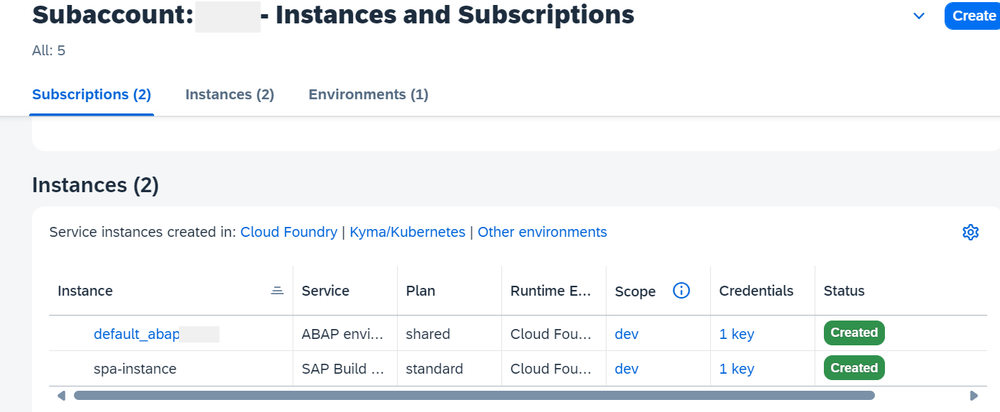 Subaccount: - Instances and Subscriptions
Create
All: 5
Subscriptions (2) Instances (2) Environments (1)
Instances (2)
Service instances created in: Cloud Foundry | Kyma/Kubernetes | Other environments
Instance Service Plan Runtime E... Scope Credentials Status
default_abap ABAP envi... shared Cloud Fou... dev 1 key Created
spa-instance SAP Build ... standard Cloud Fou... dev 1 key Created